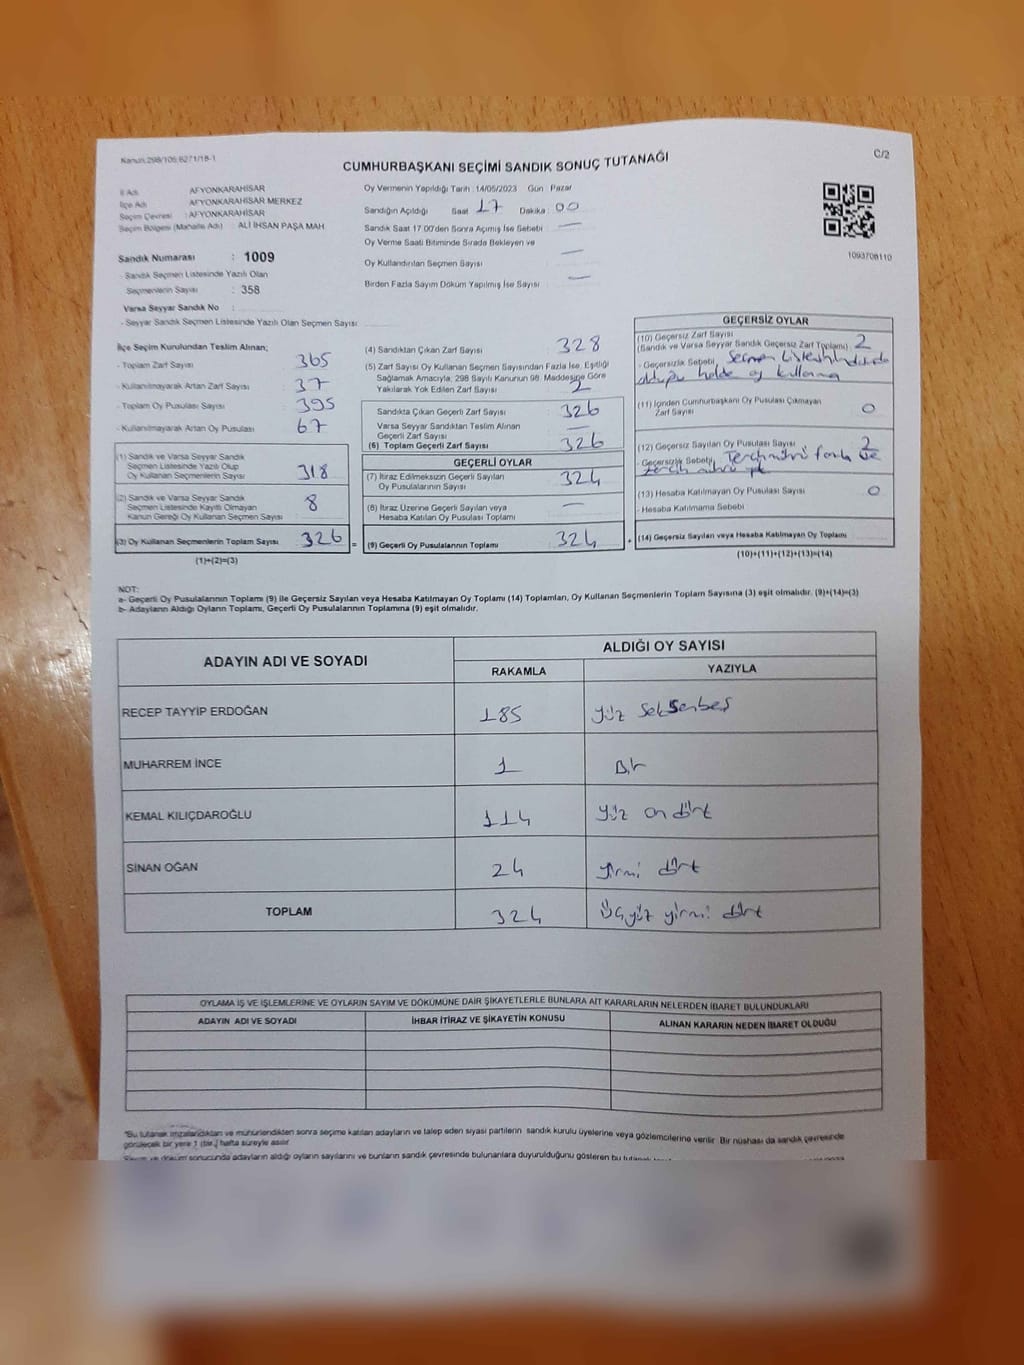 Kanun:298/105;6271/18-1
C/2
CUMHURBAŞKANI SEÇİMİ SANDIK SONUÇ TUTANAĞI
İl Adı : AFYONKARAHİSAR
İlçe Adı : AFYONKARAHİSAR MERKEZ
Seçim Çevresi : AFYONKARAHİSAR
Seçim Bölgesi (Mahalle Adı) : ALİ İHSAN PAŞA MAH
Sandık Numarası : 1009
- Sandık Seçmen Listesinde Yazılı Olan
Seçmenlerin Sayısı : 358
Varsa Seyyar Sandık No :
- Seyyar Sandık Seçmen Listesinde Yazılı Olan Seçmen Sayısı :
Oy Vermenin Yapıldığı Tarih : 14/05/2023 Gün : Pazar
Sandığın Açıldığı Saat : 17 Dakika : 00
Sandık Saat 17.00'den Sonra Açılmış İse Sebebi : —
Oy Verme Saati Bitiminde Sırada Bekleyen ve
Oy Kullandırılan Seçmen Sayısı : —
Birden Fazla Sayım Döküm Yapılmış İse Sayısı : —
1093708110
İlçe Seçim Kurulundan Teslim Alınan;
- Toplam Zarf Sayısı : 365
- Kullanılmayarak Artan Zarf Sayısı : 37
- Toplam Oy Pusulası Sayısı : 395
- Kullanılmayarak Artan Oy Pusulası : 67
(1) Sandık ve Varsa Seyyar Sandık
Seçmen Listesinde Yazılı Olup
Oy Kullanan Seçmenlerin Sayısı : 318
(2) Sandık ve Varsa Seyyar Sandık
Seçmen Listesinde Kayıtlı Olmayan
Kanun Gereği Oy Kullanan Seçmen Sayısı : 8
(3) Oy Kullanan Seçmenlerin Toplam Sayısı : 326
(1)+(2)=(3)
(4) Sandıktan Çıkan Zarf Sayısı : 328
(5) Zarf Sayısı Oy Kullanan Seçmen Sayısından Fazla İse, Eşitliği
Sağlamak Amacıyla, 298 Sayılı Kanunun 98. Maddesine Göre
Yakılarak Yok Edilen Zarf Sayısı : 2
Sandıkta Çıkan Geçerli Zarf Sayısı : 326
Varsa Seyyar Sandıktan Teslim Alınan
Geçerli Zarf Sayısı : —
(6) Toplam Geçerli Zarf Sayısı : 326
GEÇERLİ OYLAR
(7) İtiraz Edilmeksizin Geçerli Sayılan
Oy Pusulalarının Sayısı : 324
(8) İtiraz Üzerine Geçerli Sayılan veya
Hesaba Katılan Oy Pusulası Toplamı : —
= (9) Geçerli Oy Pusulalarının Toplamı : 324
GEÇERSİZ OYLAR
(10) Geçersiz Zarf Sayısı
(Sandık ve Varsa Seyyar Sandık Geçersiz Zarf Toplamı) : 2
- Geçersizlik Sebebi : Seçmen Listesinde
olduğu halde oy kullanma
(11) İçinden Cumhurbaşkanı Oy Pusulası Çıkmayan
Zarf Sayısı : 0
(12) Geçersiz Sayılan Oy Pusulası Sayısı : 2
- Geçersizlik Sebebi : Tercih mührü fazla ve
tercih mührü yok
(13) Hesaba Katılmayan Oy Pusulası Sayısı : 0
- Hesaba Katılmama Sebebi
+ (14) Geçersiz Sayılan veya Hesaba Katılmayan Oy Toplamı :
(10)+(11)+(12)+(13)=(14)
NOT:
a- Geçerli Oy Pusulalarının Toplamı (9) ile Geçersiz Sayılan veya Hesaba Katılmayan Oy Toplamı (14) Toplamları, Oy Kullanan Seçmenlerin Toplam Sayısına (3) eşit olmalıdır. (9)+(14)=(3)
b- Adayların Aldığı Oyların Toplamı, Geçerli Oy Pusulalarının Toplamına (9) eşit olmalıdır.
ADAYIN ADI VE SOYADI ALDIĞI OY SAYISI
RAKAMLA YAZIYLA
RECEP TAYYİP ERDOĞAN 185 Yüz Seksenbeş
MUHARREM İNCE 1 Bir
KEMAL KILIÇDAROĞLU 114 Yüz on dört
SİNAN OĞAN 24 Yirmi dört
TOPLAM 324 Üçyüz yirmi dört
OYLAMA İŞ VE İŞLEMLERİNE VE OYLARIN SAYIM VE DÖKÜMÜNE DAİR ŞİKAYETLERLE BUNLARA AİT KARARLARIN NELERDEN İBARET BULUNDUKLARI
ADAYIN ADI VE SOYADI İHBAR İTİRAZ VE ŞİKAYETİN KONUSU ALINAN KARARIN NEDEN İBARET OLDUĞU
*Bu tutanak imzalandıktan ve mühürlendikten sonra seçime katılan adayların ve talep eden siyasi partilerin sandık kurulu üyelerine veya gözlemcilerine verilir. Bir nüshası da sandık çevresinde
görülecek bir yere 1 (bir) hafta süreyle asılır.
Sayım ve döküm sonucunda adayların aldığı oyların sayılarını ve bunların sandık çevresinde bulunanlara duyurulduğunu gösteren bu